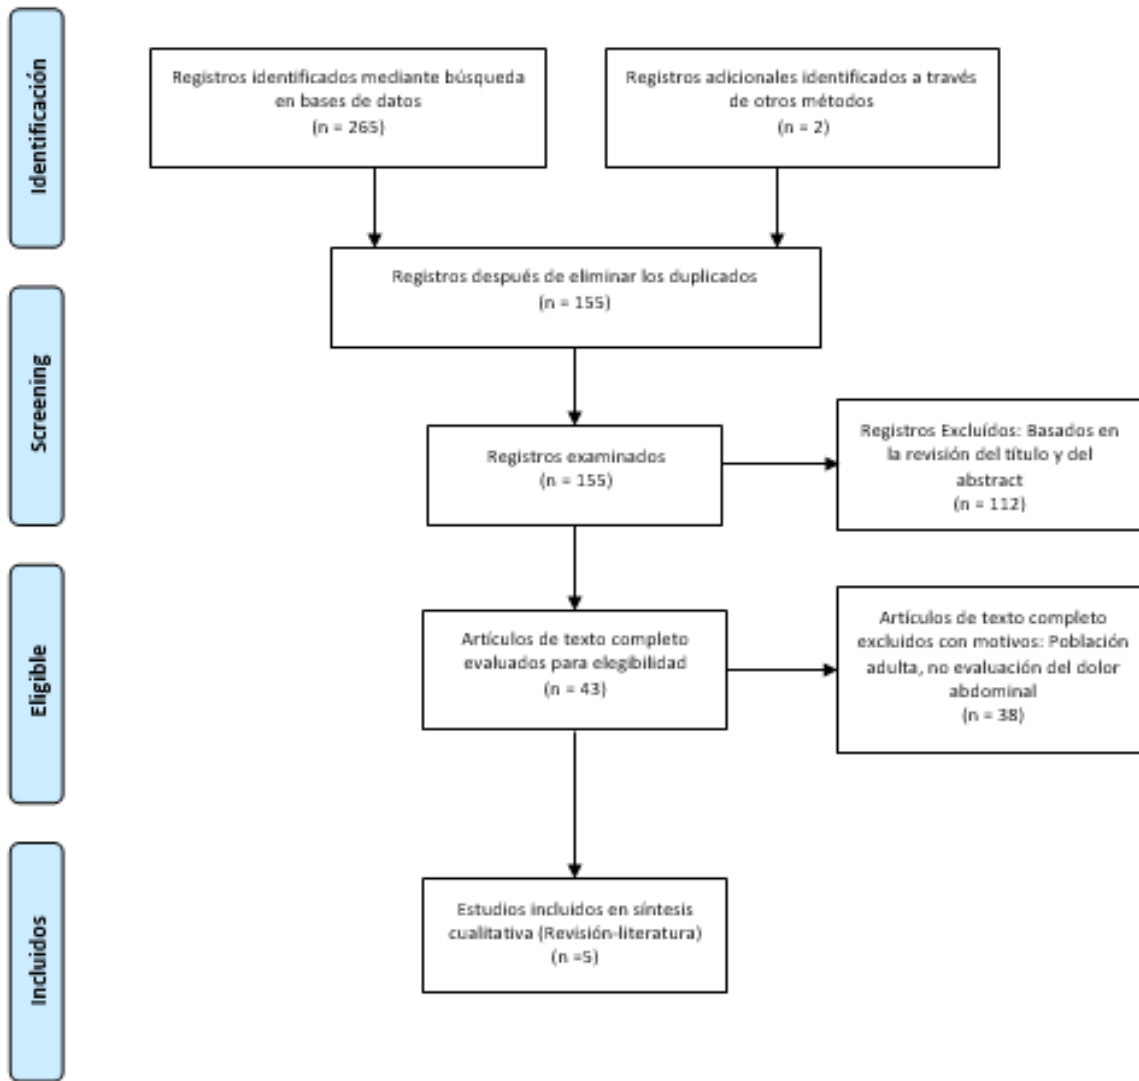 Identificación
Registros identificados mediante búsqueda
en bases de datos
(n = 265)
Registros adicionales identificados a través
de otros métodos
(n = 2)
Registros después de eliminar los duplicados
(n = 155)
Screening
Registros examinados
(n = 155)
Registros Excluídos: Basados en
la revisión del título y del
abstract
(n = 112)
Eligible
Artículos de texto completo
evaluados para elegibilidad
(n = 43)
Artículos de texto completo
excluidos con motivos: Población
adulta, no evaluación del dolor
abdominal
(n = 38)
Incluidos
Estudios incluidos en síntesis
cualitativa (Revisión-literatura)
(n =5)